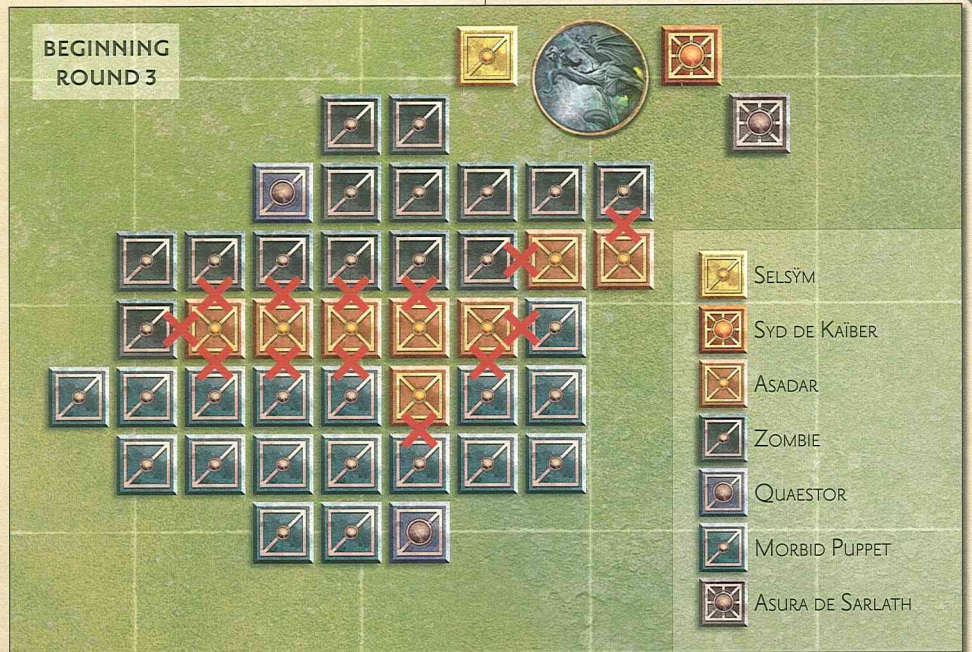 BEGINNING
ROUND 3
SELSŸM
SYD DE KAÏBER
ASADAR
ZOMBIE
QUAESTOR
MORBID PUPPET
ASURA DE SARLATH